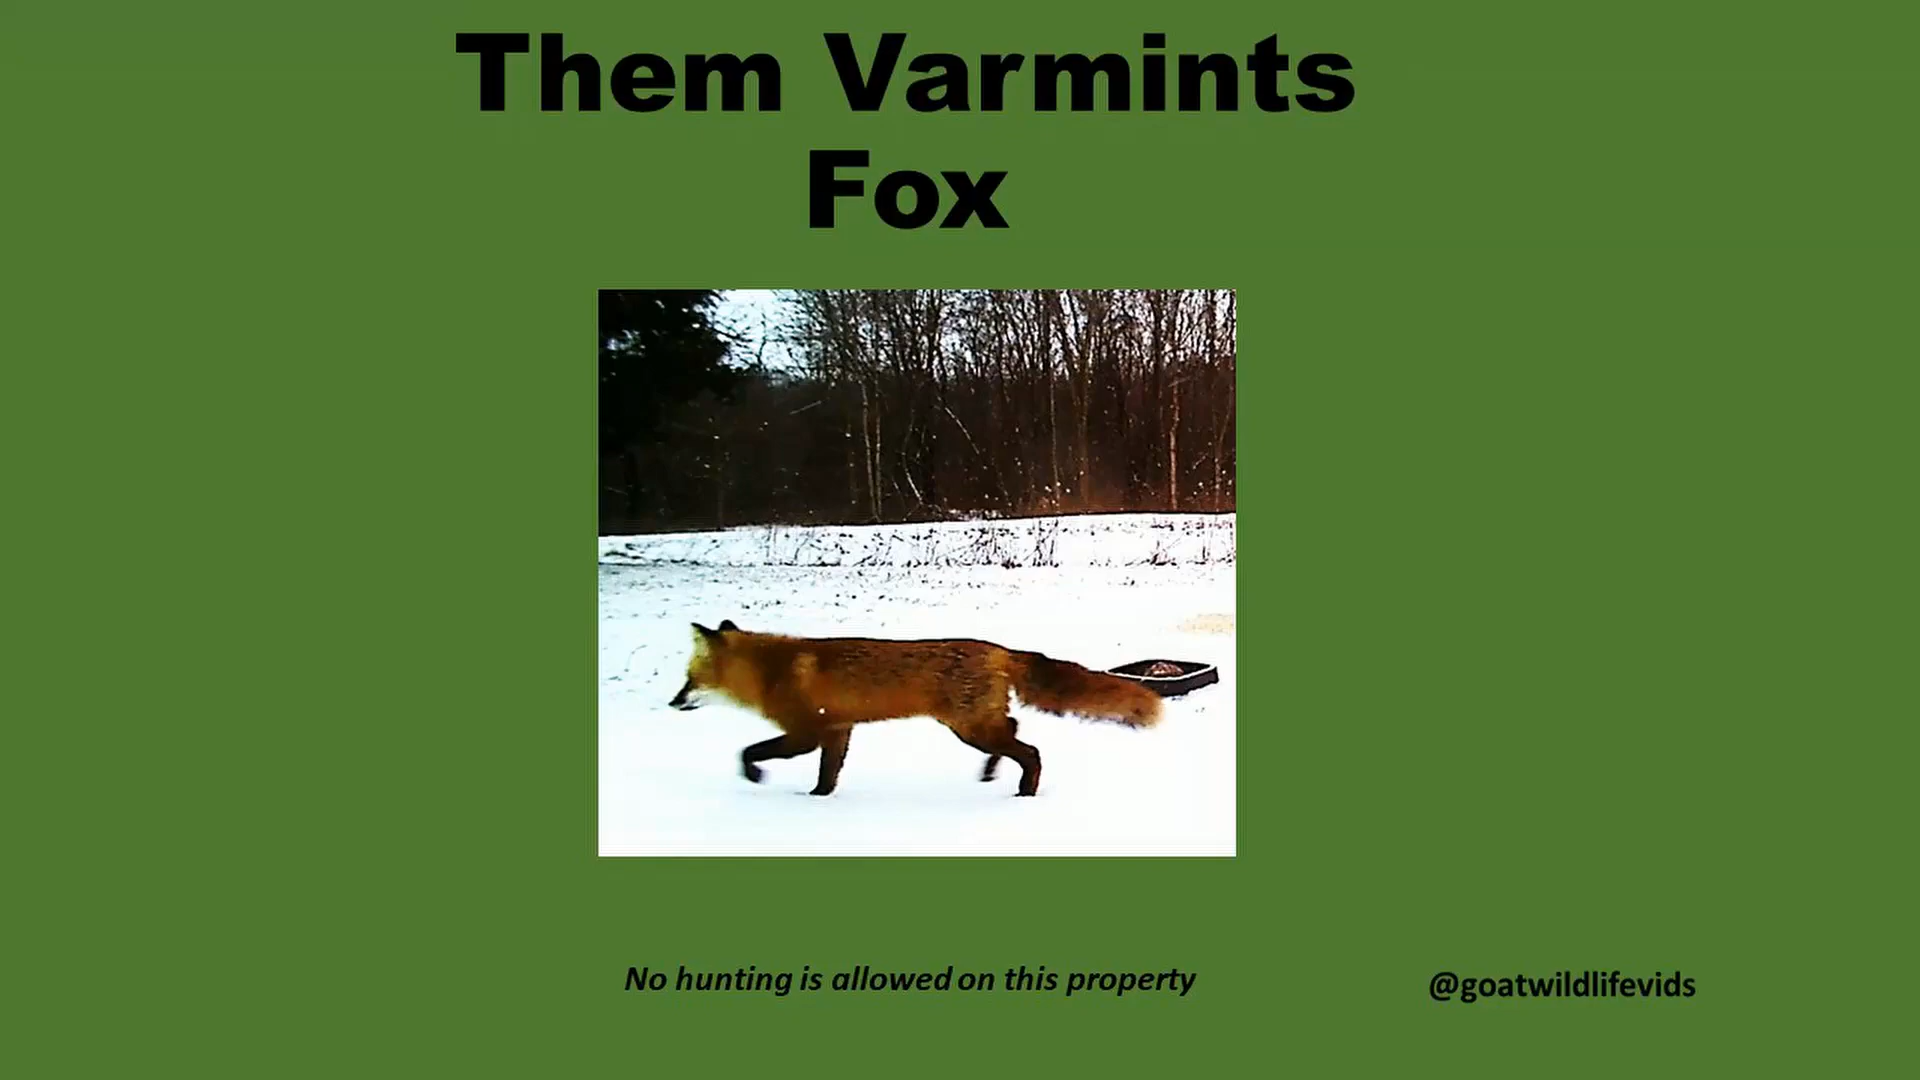 Them Varmints
Fox
No hunting is allowed on this property
@goatwildlifevids